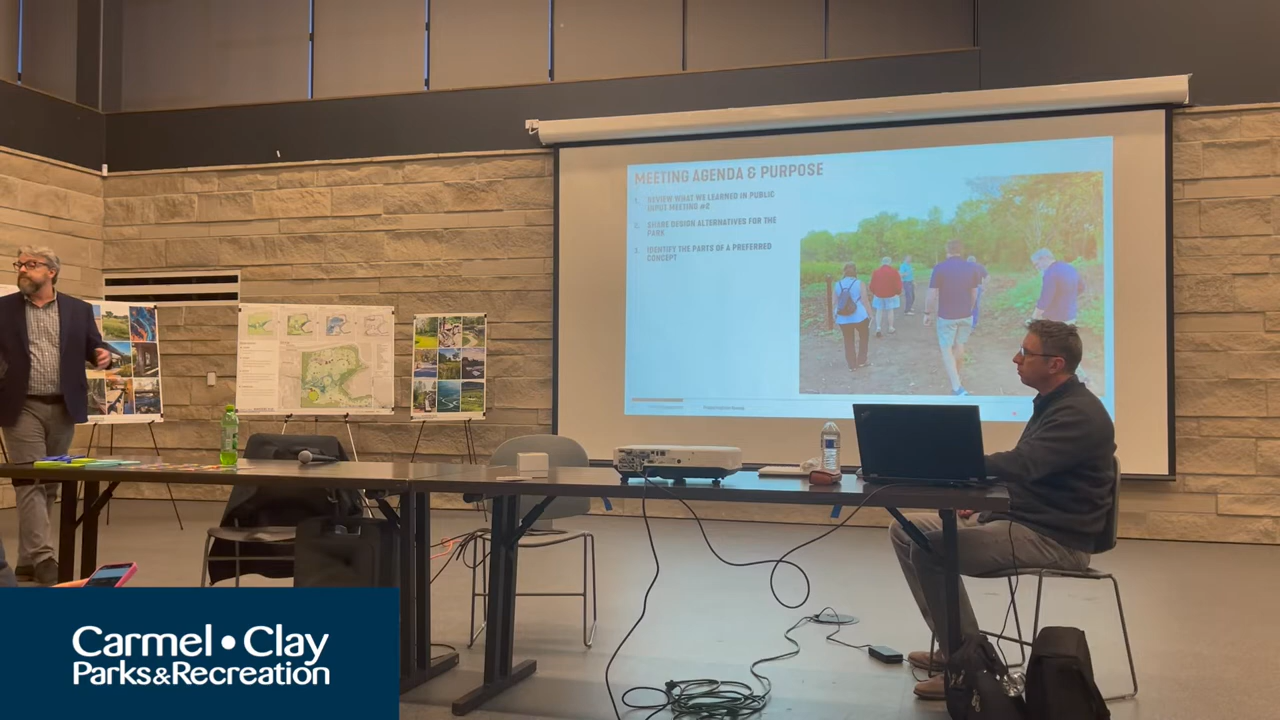 MEETING AGENDA & PURPOSE
1. REVIEW WHAT WE LEARNED IN PUBLIC
INPUT MEETING #2
2. SHARE DESIGN ALTERNATIVES FOR THE
PARK
3. IDENTIFY THE PARTS OF A PREFERRED
CONCEPT
Carmel • Clay
Parks&Recreation